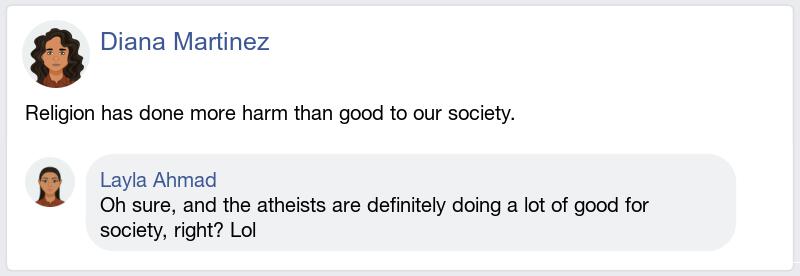 Diana Martinez
Religion has done more harm than good to our society.
Layla Ahmad
Oh sure, and the atheists are definitely doing a lot of good for
society, right? Lol